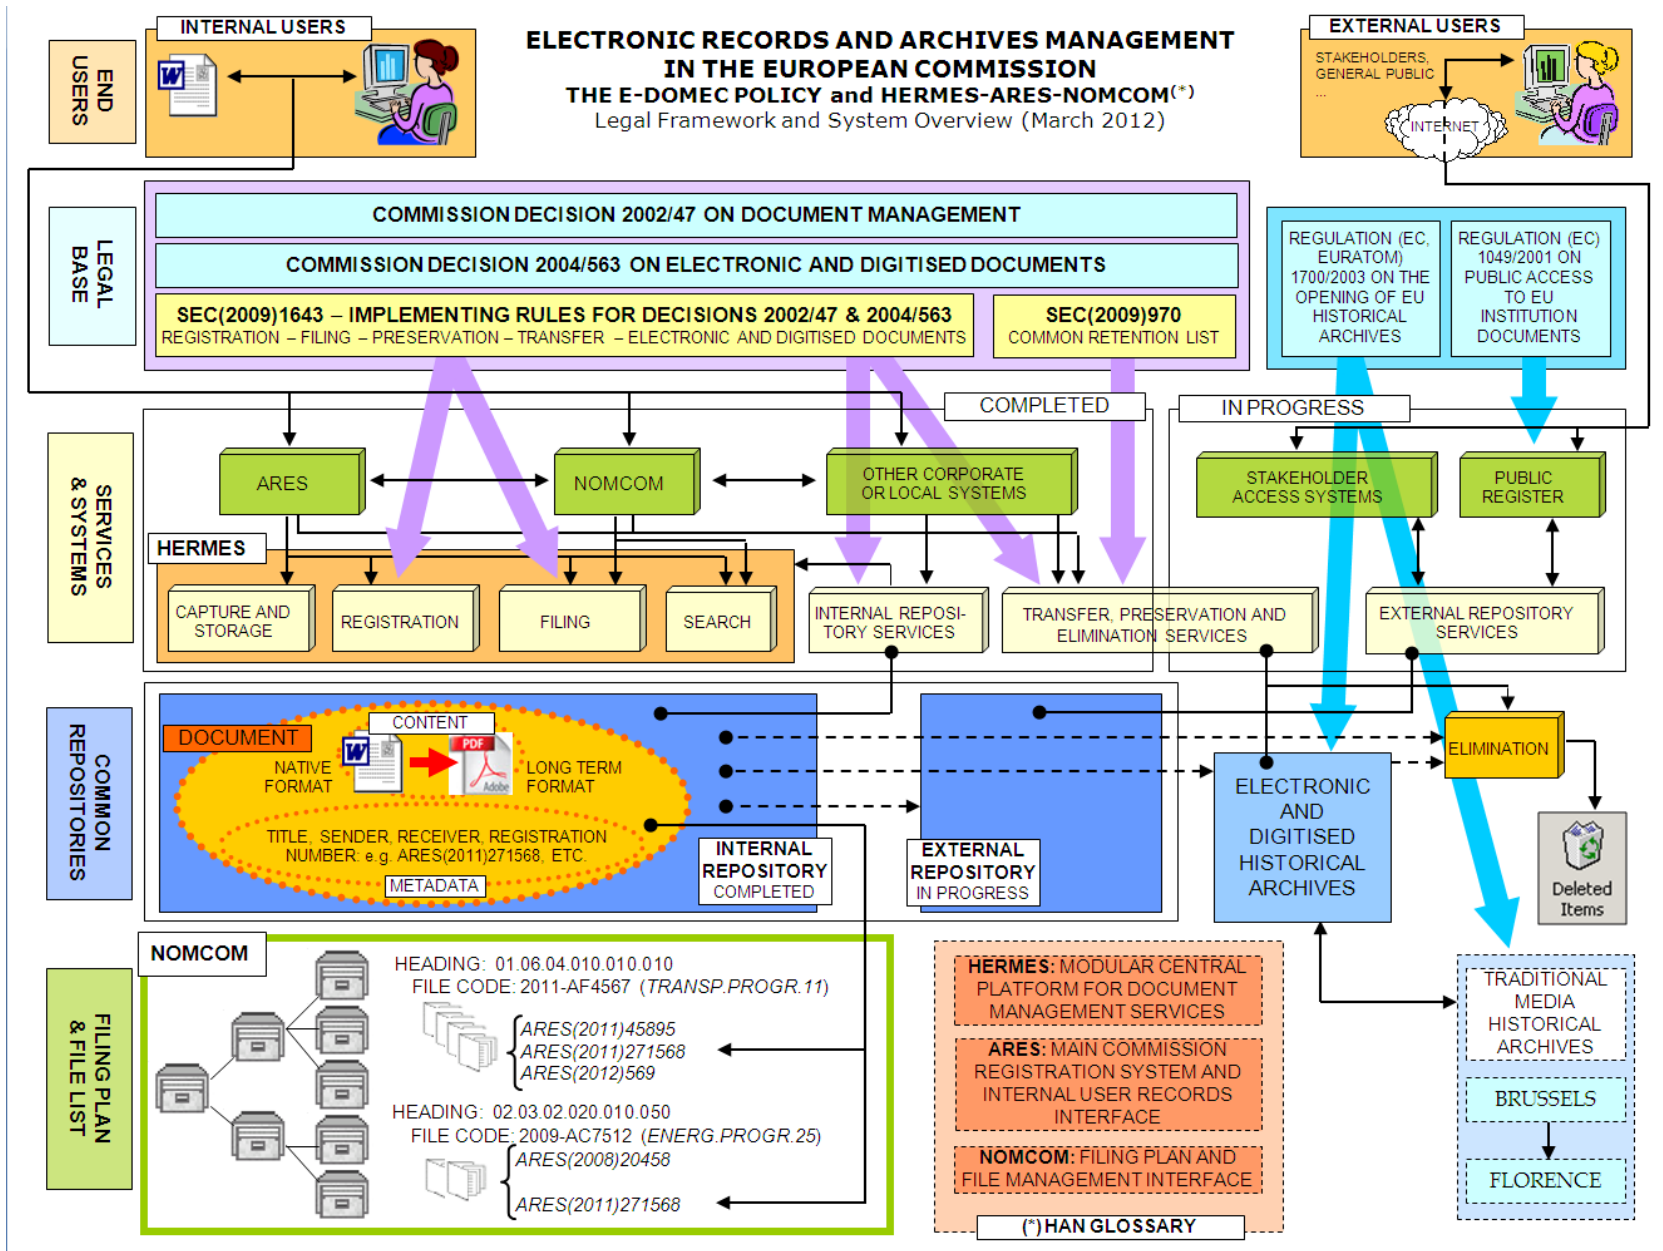 INTERNAL USERS
END
USERS
W
ELECTRONIC RECORDS AND ARCHIVES MANAGEMENT
IN THE EUROPEAN COMMISSION
THE E-DOMEC POLICY and HERMES-ARES-NOMCOM(*)
Legal Framework and System Overview (March 2012)
EXTERNAL USERS
STAKEHOLDERS,
GENERAL PUBLIC
...
INTERNET
LEGAL
BASE
COMMISSION DECISION 2002/47 ON DOCUMENT MANAGEMENT
COMMISSION DECISION 2004/563 ON ELECTRONIC AND DIGITISED DOCUMENTS
SEC(2009)1643 – IMPLEMENTING RULES FOR DECISIONS 2002/47 & 2004/563
REGISTRATION – FILING – PRESERVATION – TRANSFER – ELECTRONIC AND DIGITISED DOCUMENTS
SEC(2009)970
COMMON RETENTION LIST
REGULATION (EC,
EURATOM)
1700/2003 ON THE
OPENING OF EU
HISTORICAL
ARCHIVES
REGULATION (EC)
1049/2001 ON
PUBLIC ACCESS
TO EU
INSTITUTION
DOCUMENTS
SERVICES
& SYSTEMS
COMPLETED
IN PROGRESS
ARES
NOMCOM
OTHER CORPORATE
OR LOCAL SYSTEMS
STAKEHOLDER
ACCESS SYSTEMS
PUBLIC
REGISTER
HERMES
CAPTURE AND
STORAGE
REGISTRATION
FILING
SEARCH
INTERNAL REPOSI-
TORY SERVICES
TRANSFER, PRESERVATION AND
ELIMINATION SERVICES
EXTERNAL REPOSITORY
SERVICES
COMMON
REPOSITORIES
DOCUMENT
CONTENT
NATIVE
FORMAT
W
PDF
Adobe
LONG TERM
FORMAT
TITLE, SENDER, RECEIVER, REGISTRATION
NUMBER: e.g. ARES(2011)271568, ETC.
METADATA
INTERNAL
REPOSITORY
COMPLETED
EXTERNAL
REPOSITORY
IN PROGRESS
ELECTRONIC
AND
DIGITISED
HISTORICAL
ARCHIVES
ELIMINATION
Deleted
Items
FILING PLAN
& FILE LIST
NOMCOM
HEADING: 01.06.04.010.010.010
FILE CODE: 2011-AF4567 (TRANSP.PROGR.11)
ARES(2011)45895
ARES(2011)271568
ARES(2012)569
HEADING: 02.03.02.020.010.050
FILE CODE: 2009-AC7512 (ENERG.PROGR.25)
ARES(2008)20458
ARES(2011)271568
HERMES: MODULAR CENTRAL
PLATFORM FOR DOCUMENT
MANAGEMENT SERVICES
ARES: MAIN COMMISSION
REGISTRATION SYSTEM AND
INTERNAL USER RECORDS
INTERFACE
NOMCOM: FILING PLAN AND
FILE MANAGEMENT INTERFACE
(*) HAN GLOSSARY
TRADITIONAL
MEDIA
HISTORICAL
ARCHIVES
BRUSSELS
FLORENCE